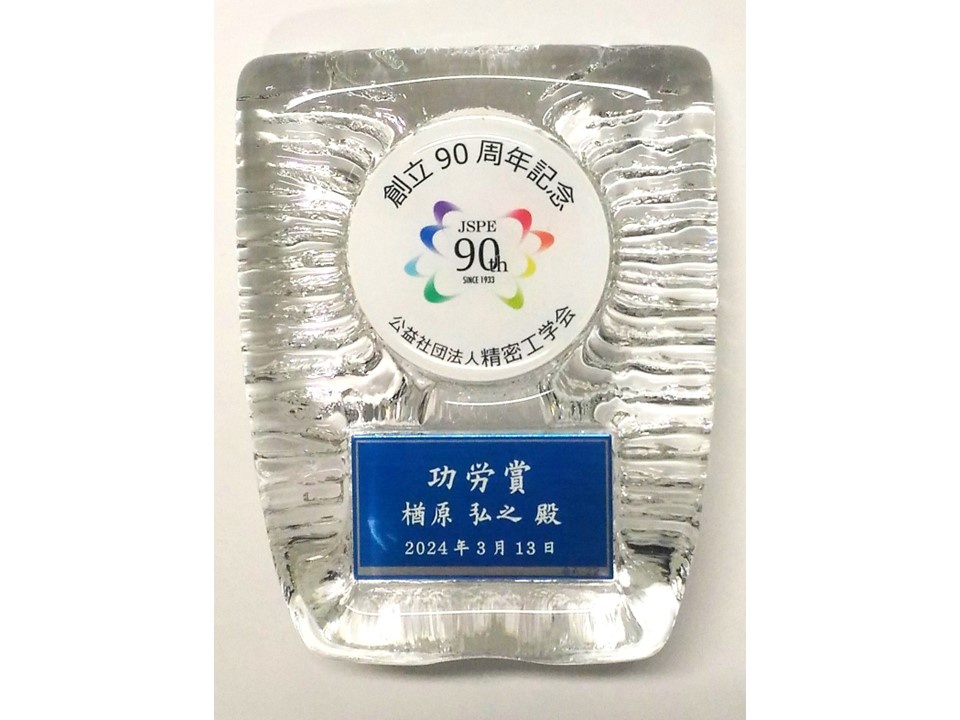 創立90周年記念
JSPE
90th
SINCE 1933
公益社団法人精密工学会
功労賞
楢原 弘之 殿
2024年3月13日